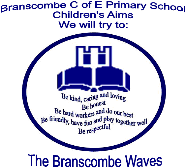 Branscombe C of E Primary School
Children's Aims
We will try to:
Be kind, caring and loving
Be honest
Be hard workers and do our best
Be friendly, have fun and play together well
Be respectful
The Branscombe Waves